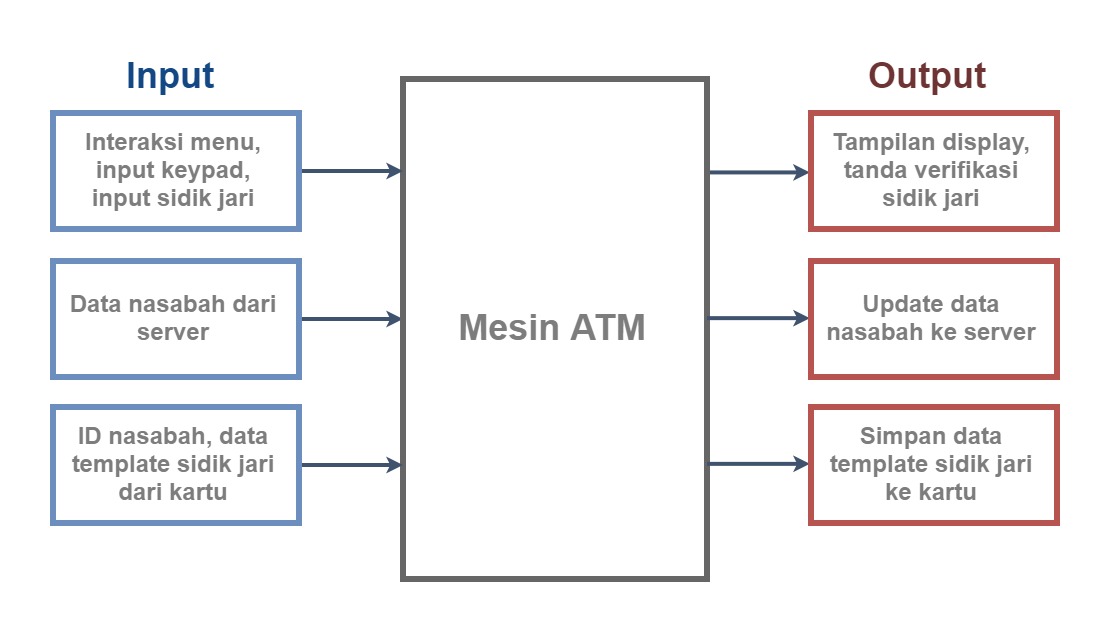 Input
Interaksi menu,
input keypad,
input sidik jari
Data nasabah dari
server
ID nasabah, data
template sidik jari
dari kartu
Mesin ATM
Output
Tampilan display,
tanda verifikasi
sidik jari
Update data
nasabah ke server
Simpan data
template sidik jari
ke kartu